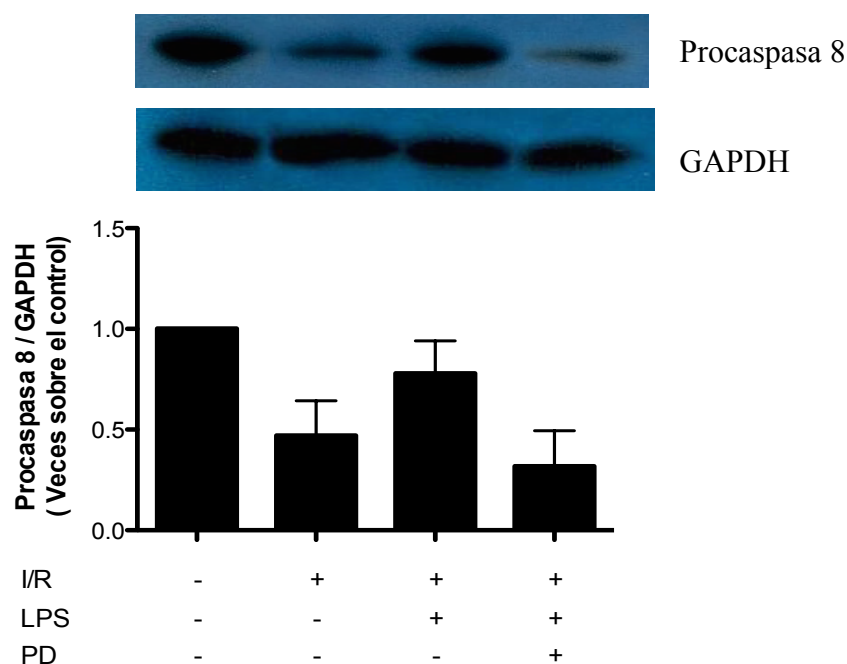 Procaspasa 8
GAPDH
Procaspasa 8 / GAPDH
( Veces sobre el control)
1.5
1.0
0.5
0.0
I/R - + + +
LPS - - + +
PD - - - +